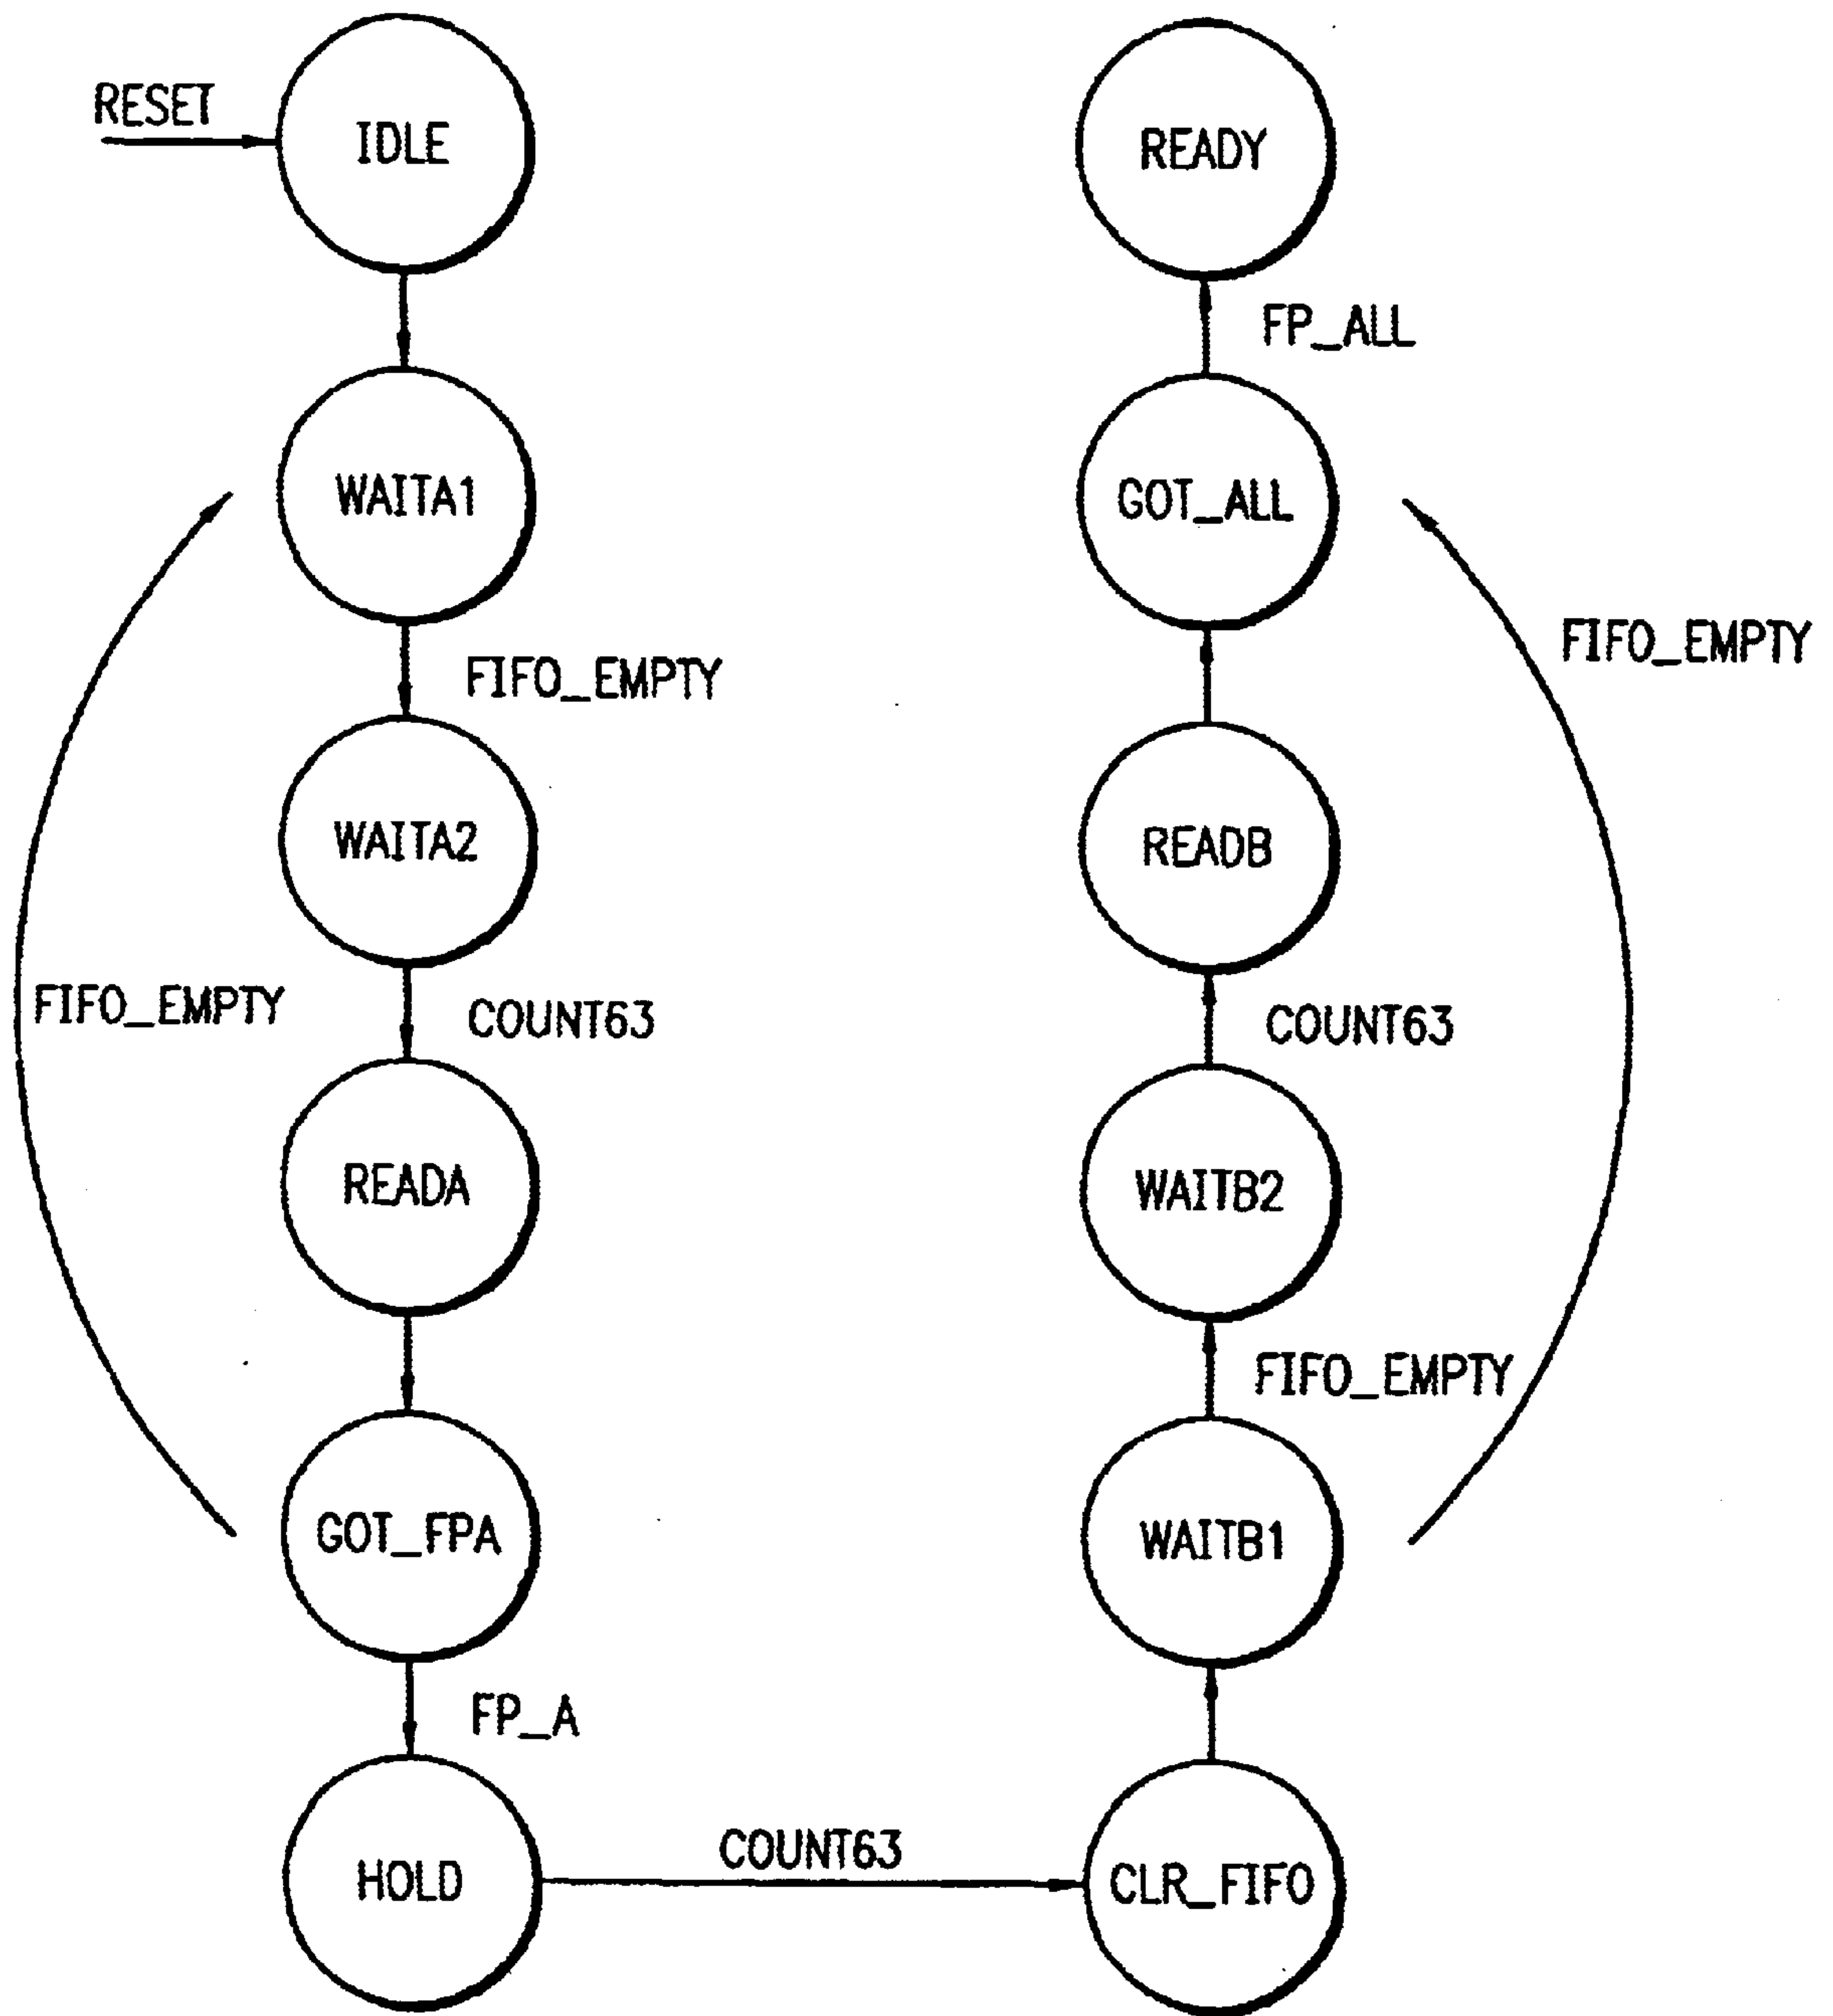 RESET
IDLE
READY
FP_ALL
WAITA1
GOT_ALL
FIFO_EMPTY
FIFO_EMPTY
WAITA2
READB
FIFO_EMPTY
COUNT63
COUNT63
READA
WAITB2
FIFO_EMPTY
GOT_FPA
WAITB1
FP_A
HOLD
COUNT63
CLR_FIFO